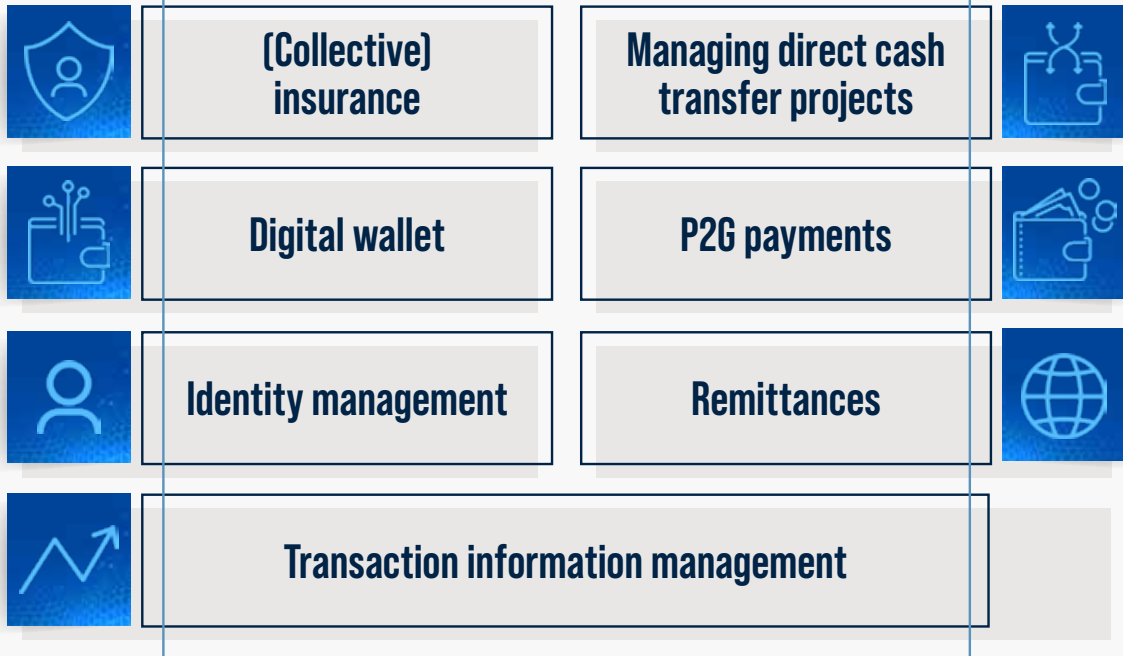 (Collective)
insurance
Managing direct cash
transfer projects
Digital wallet
P2G payments
Identity management
Remittances
Transaction information management